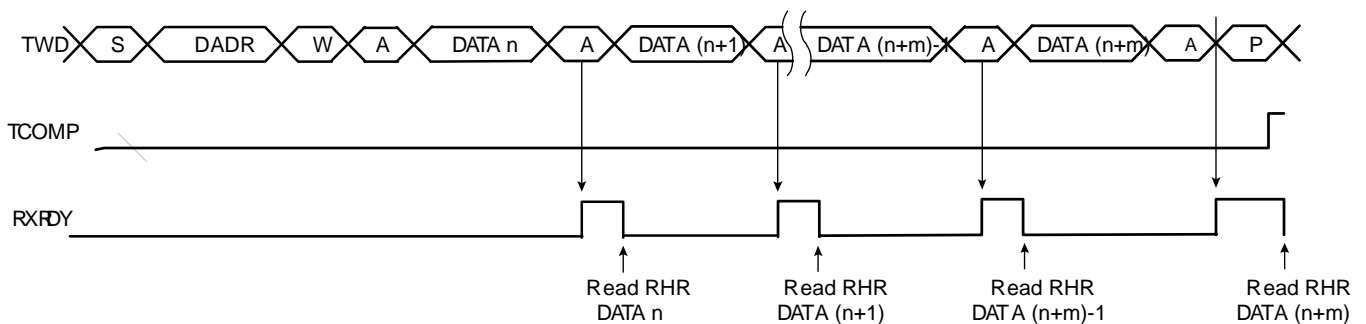 TWD S DADR W A DATA n A DATA (n+1) A DATA (n+m)-1 A DATA (n+m) A P
TCOMP
RXRDY
Read RHR Read RHR Read RHR Read RHR
DATA n DATA (n+1) DATA (n+m)-1 DATA (n+m)